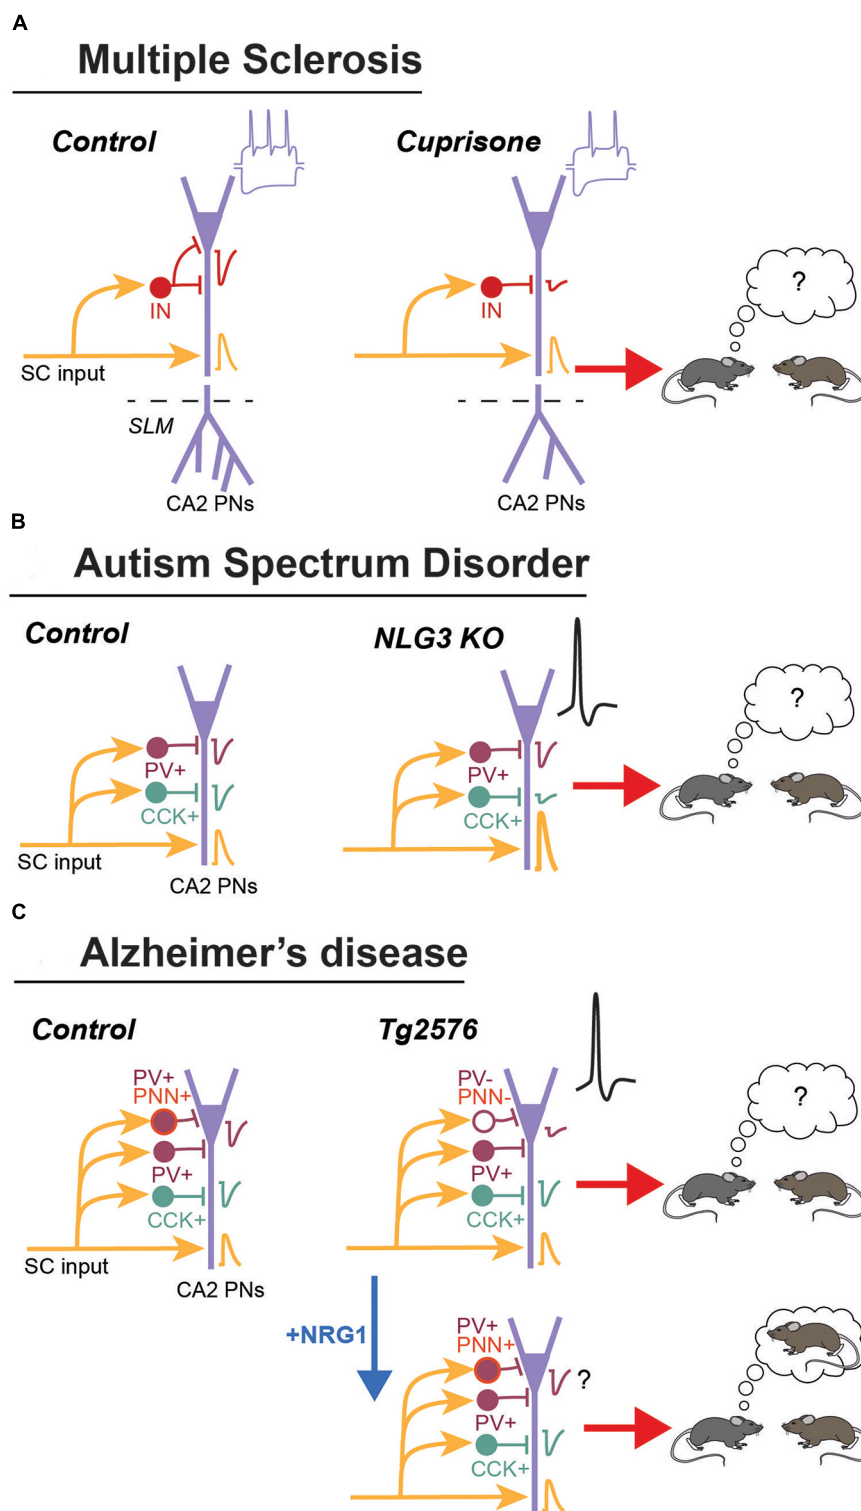 A
Multiple Sclerosis
Control
Cuprisone
IN
IN
?
SC input
SLM
CA2 PNs
CA2 PNs
B
Autism Spectrum Disorder
Control
NLG3 KO
?
PV+
PV+
CCK+
CCK+
SC input
CA2 PNs
C
Alzheimer's disease
Control
Tg2576
PV+
PNN+
PV-
PNN-
?
PV+
PV+
CCK+
CCK+
SC input
CA2 PNs
+NRG1
PV+
PNN+
?
PV+
CCK+